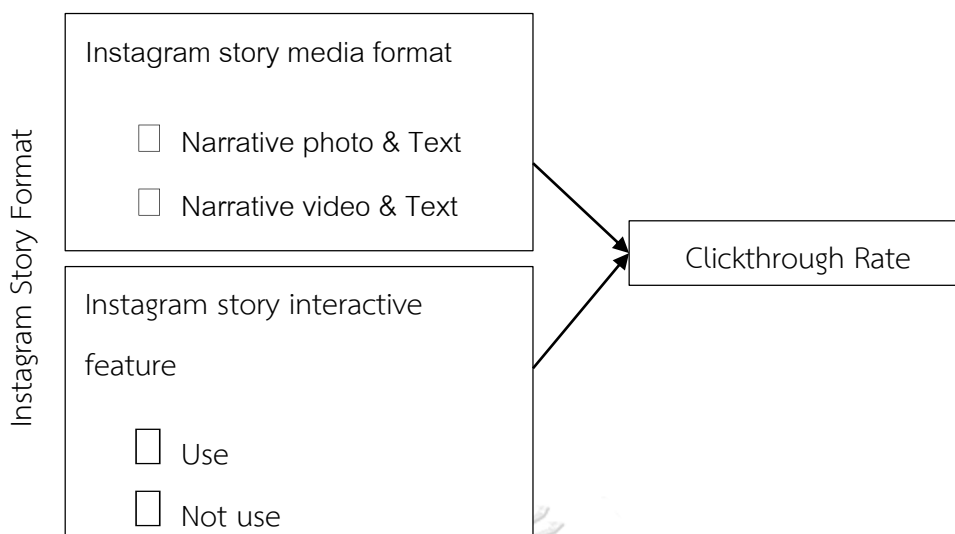 Instagram Story Format
Instagram story media format
Narrative photo & Text
Narrative video & Text
Instagram story interactive
feature
Use
Not use
Clickthrough Rate